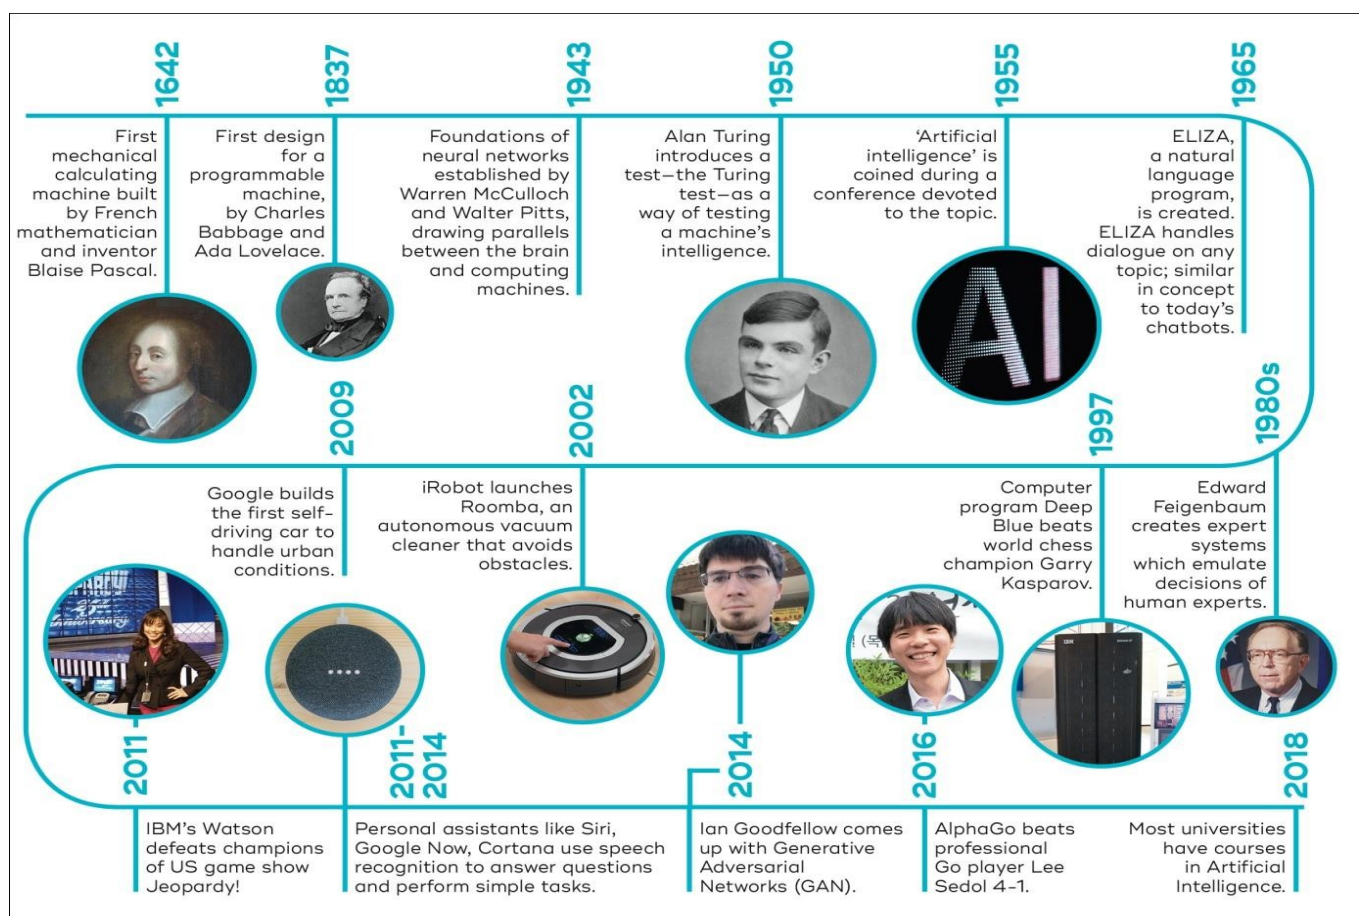 1642
First
mechanical
calculating
machine built
by French
mathematician
and inventor
Blaise Pascal.
1837
First design
for a
programmable
machine,
by Charles
Babbage and
Ada Lovelace.
1943
Foundations of
neural networks
established by
Warren McCulloch
and Walter Pitts,
drawing parallels
between the brain
and computing
machines.
1950
Alan Turing
introduces a
test—the Turing
test—as a
way of testing
a machine's
intelligence.
1955
'Artificial
intelligence' is
coined during a
conference devoted
to the topic.
AI
1965
ELIZA,
a natural
language
program,
is created.
ELIZA handles
dialogue on any
topic; similar
in concept
to today's
chatbots.
1980s
Edward
Feigenbaum
creates expert
systems
which emulate
decisions of
human experts.
1997
Computer
program Deep
Blue beats
world chess
champion Garry
Kasparov.
IBM
2002
iRobot launches
Roomba, an
autonomous vacuum
cleaner that avoids
obstacles.
2009
Google builds
the first self-
driving car to
handle urban
conditions.
2011
IBM's Watson
defeats champions
of US game show
Jeopardy!
2011-
2014
Personal assistants like Siri,
Google Now, Cortana use speech
recognition to answer questions
and perform simple tasks.
2014
Ian Goodfellow comes
up with Generative
Adversarial
Networks (GAN).
2016
AlphaGo beats
professional
Go player Lee
Sedol 4-1.
2018
Most universities
have courses
in Artificial
Intelligence.